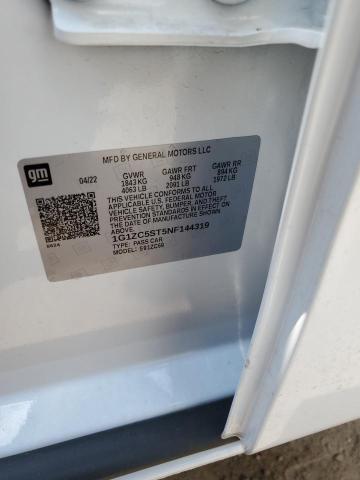 gm
MFD BY GENERAL MOTORS LLC
04/22
GVWR GAWR FRT GAWR RR
1843 KG 948 KG 894 KG
4063 LB 2091 LB 1972 LB
THIS VEHICLE CONFORMS TO ALL
APPLICABLE U.S. FEDERAL MOTOR
VEHICLE SAFETY, BUMPER, AND THEFT
PREVENTION STANDARDS IN EFFECT ON
THE DATE OF MANUFACTURE SHOWN
ABOVE.
1G1ZC5ST5NF144319
TYPE: PASS CAR
MODEL: